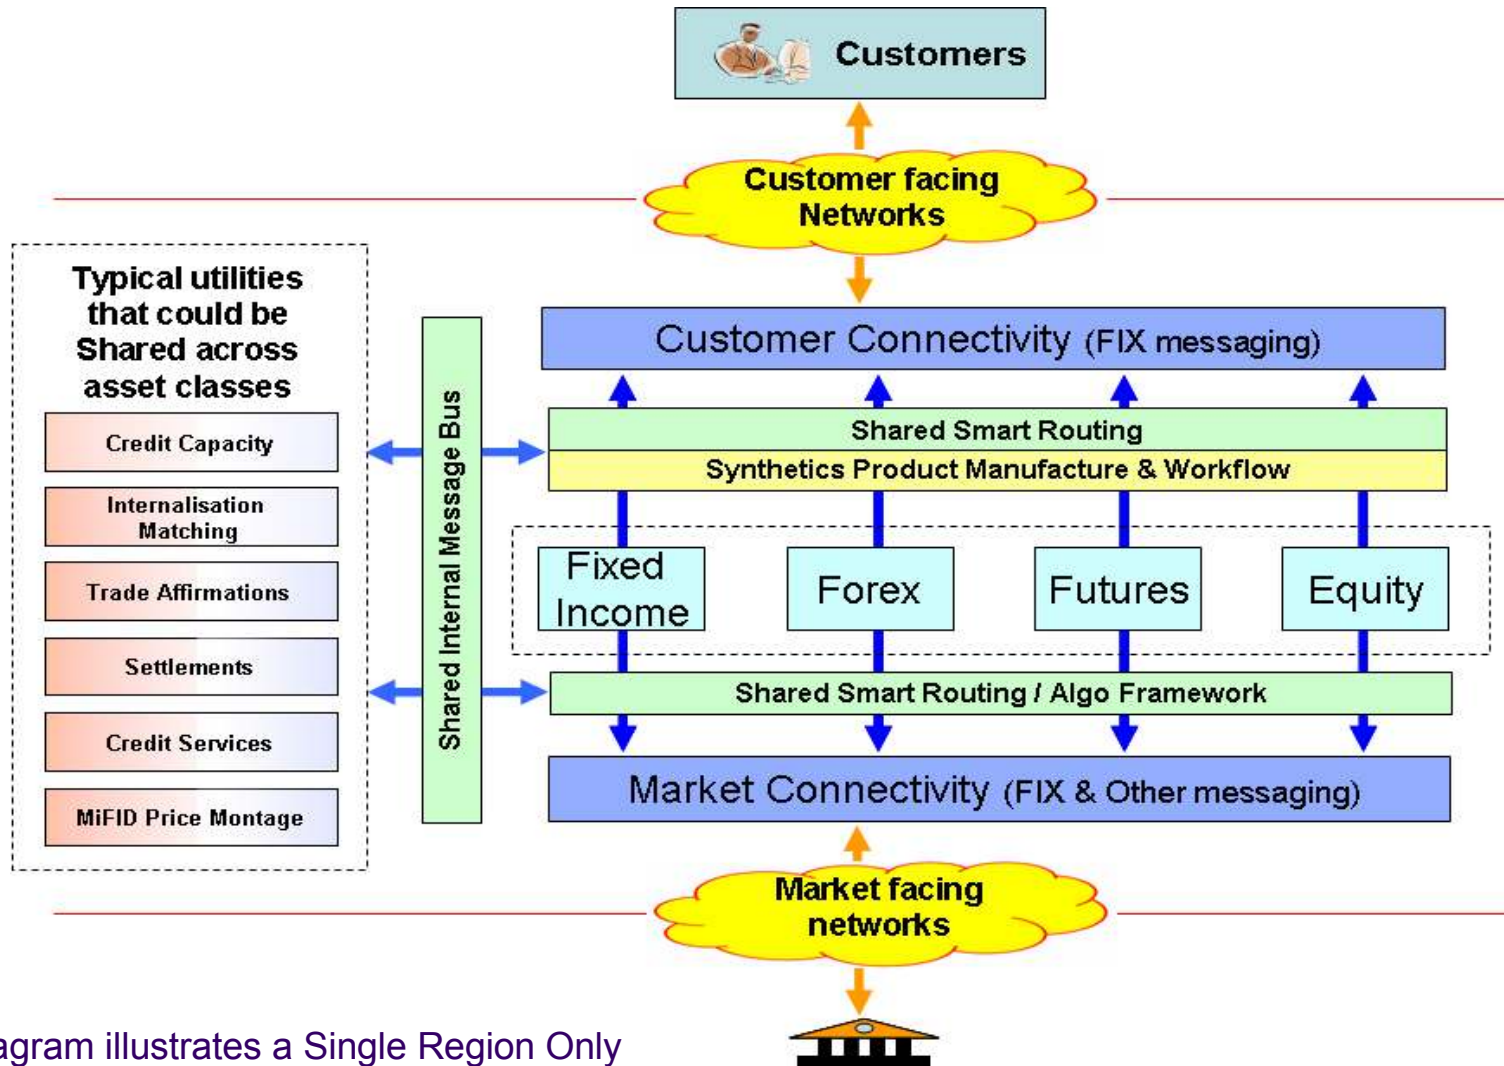 Customers
Customer facing
Networks
Typical utilities
that could be
Shared across
asset classes
Credit Capacity
Internalisation
Matching
Trade Affirmations
Settlements
Credit Services
MiFID Price Montage
Shared Internal Message Bus
Customer Connectivity (FIX messaging)
Shared Smart Routing
Synthetics Product Manufacture & Workflow
Fixed
Income
Forex
Futures
Equity
Shared Smart Routing / Algo Framework
Market Connectivity (FIX & Other messaging)
Market facing
networks
agram illustrates a Single Region Only